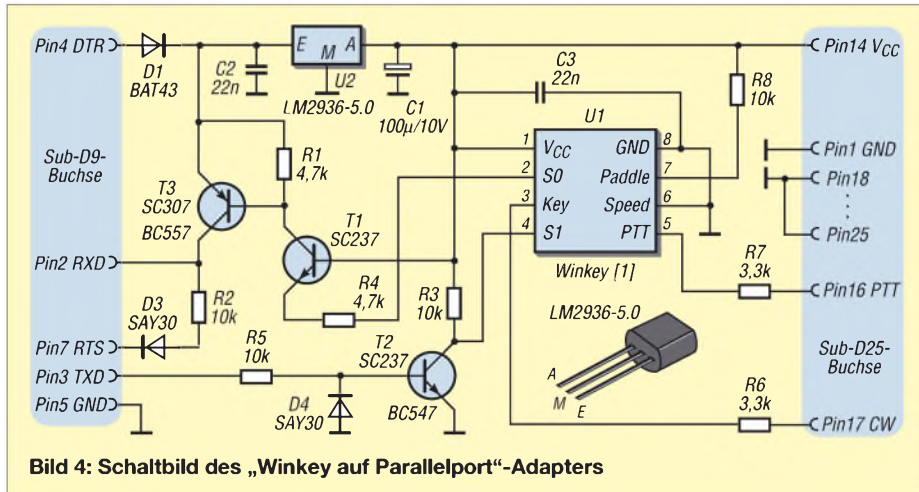 Pin4 DTR
D1
BAT43
C2
22n
E
M
A
U2
LM2936-5.0
C1
100µ/10V
C3
22n
R8
10k
Pin14 VCC
Sub-D9-
Buchse
R1
4,7k
T3
SC307
BC557
T1
SC237
U1
1
VCC
GND
8
2
S0
Paddle
7
3
Key
Speed
6
4
S1
PTT
5
Winkey [1]
Pin1 GND
Pin18
Pin25
Pin2 RXD
R2
10k
R4
4,7k
R3
10k
R7
3,3k
Pin16 PTT
D3
SAY30
Pin7 RTS
R5
10k
T2
SC237
LM2936-5.0
A
M
E
Sub-D25-
Buchse
Pin3 TXD
Pin5 GND
D4
SAY30
BC547
R6
3,3k
Pin17 CW
Bild 4: Schaltbild des „Winkey auf Parallelport“-Adapters